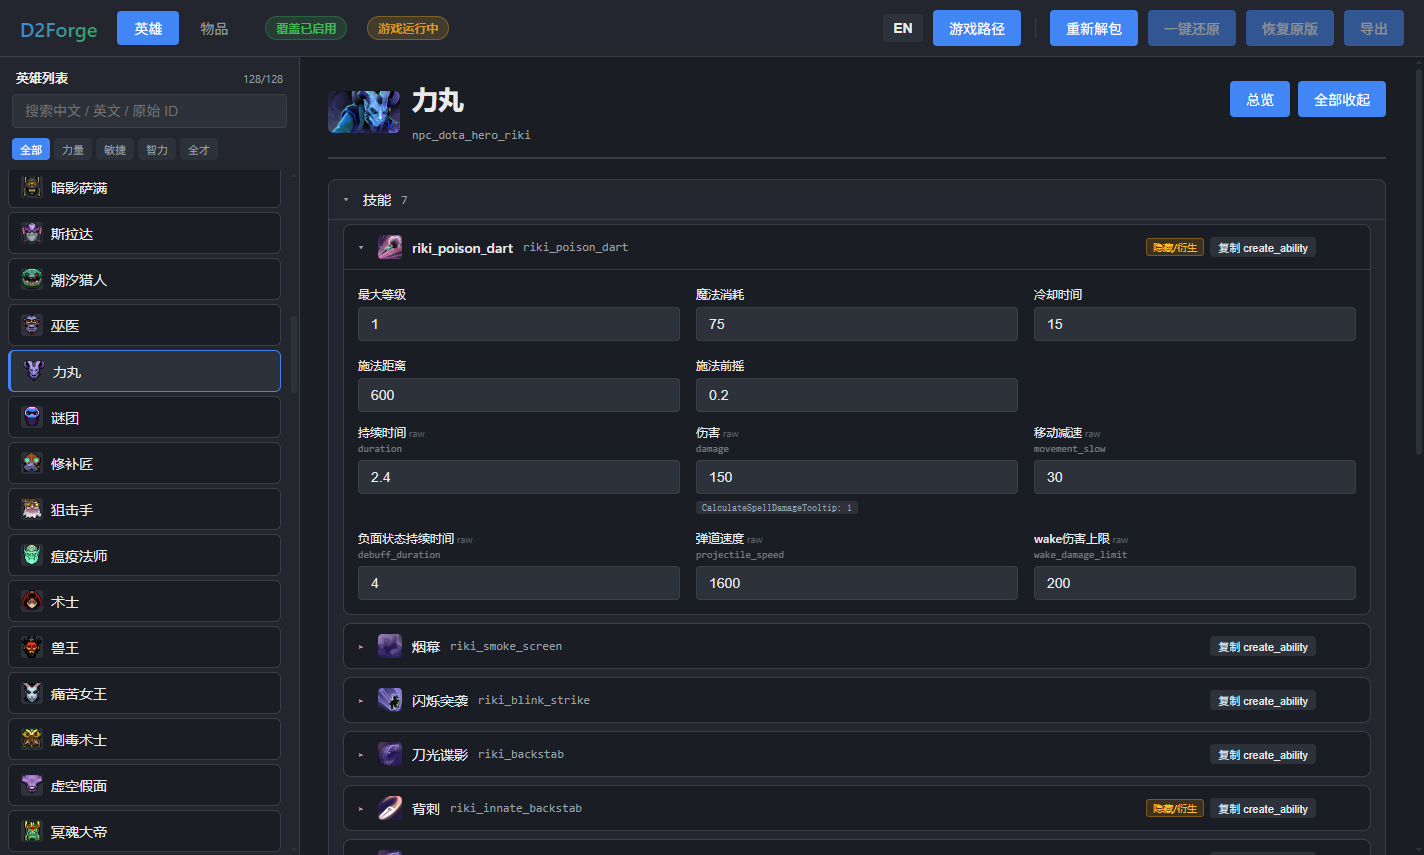 D2Forge 英雄 物品 覆盖已启用 游戏运行中 EN 游戏路径 重新解包 一键还原 恢复原版 导出
英雄列表 128/128
搜索中文 / 英文 / 原始 ID
全部 力量 敏捷 智力 全才
暗影萨满
斯拉达
潮汐猎人
巫医
力丸
谜团
修补匠
狙击手
瘟疫法师
术士
兽王
痛苦女王
剧毒术士
虚空假面
冥魂大帝
力丸
npc_dota_hero_riki
总览 全部收起
技能 7
riki_poison_dart riki_poison_dart 隐藏/衍生 复制 create_ability
最大等级 魔法消耗 冷却时间
1 75 15
施法距离 施法前摇
600 0.2
持续时间 raw 伤害 raw 移动减速 raw
duration damage movement_slow
2.4 150 30
CalculateSpellDamageTooltip: 1
负面状态持续时间 raw 弹道速度 raw wake伤害上限 raw
debuff_duration projectile_speed wake_damage_limit
4 1600 200
烟幕 riki_smoke_screen 复制 create_ability
闪烁突袭 riki_blink_strike 复制 create_ability
刀光谍影 riki_backstab 复制 create_ability
背刺 riki_innate_backstab 隐藏/衍生 复制 create_ability